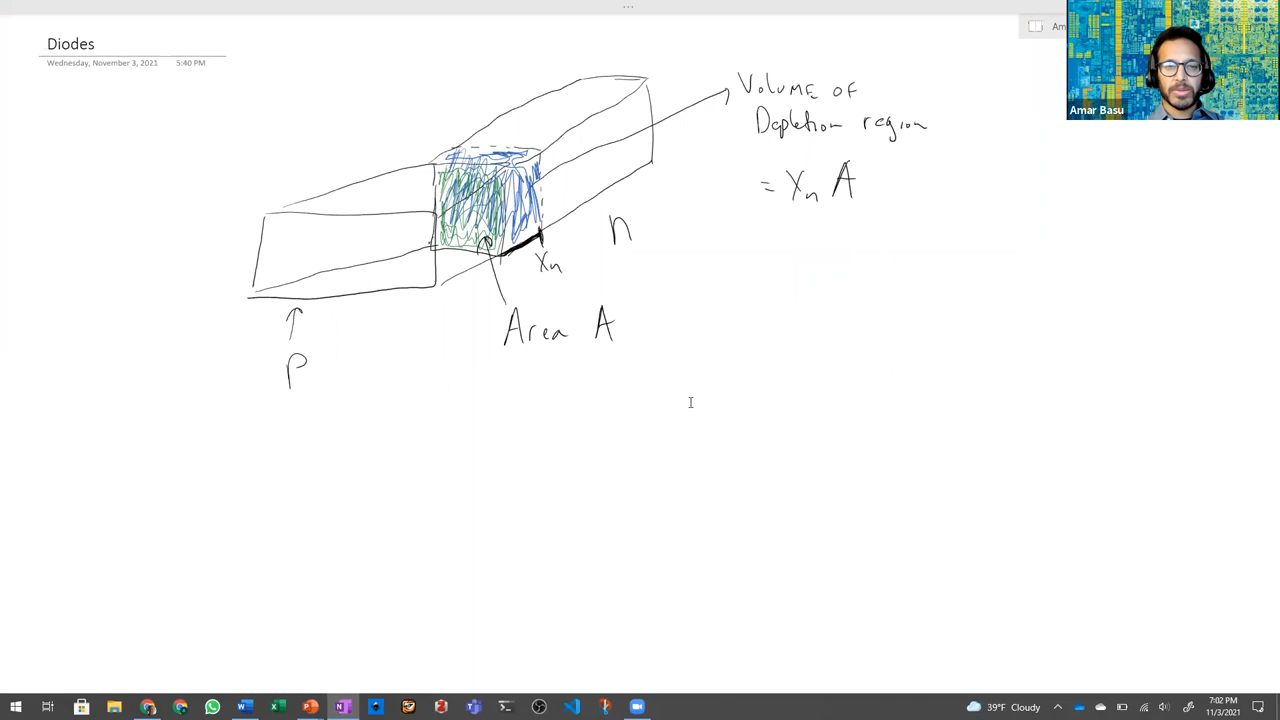 Diodes
Wednesday, November 3, 2021 5:40 PM
Am
Amar Basu
Volume of
Depletion region
= Xn A
n
Xn
Area A
P
39°F Cloudy
7:02 PM
11/3/2021